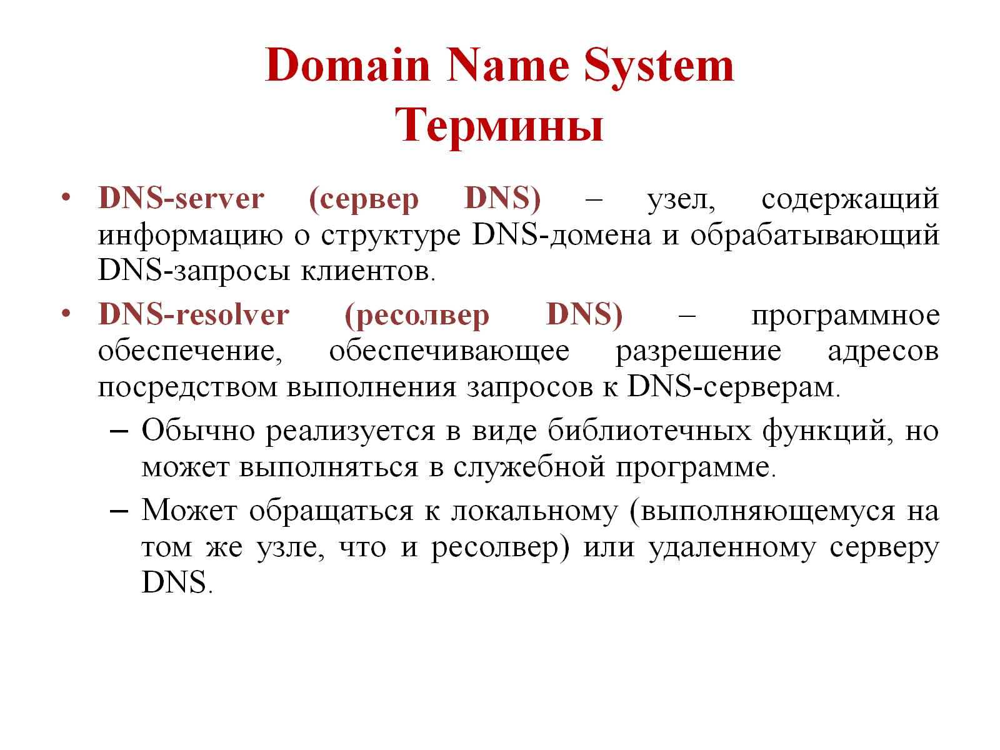 Domain Name System
Термины
• DNS-server (сервер DNS) – узел, содержащий
информацию о структуре DNS-домена и обрабатывающий
DNS-запросы клиентов.
• DNS-resolver (ресолвер DNS) – программное
обеспечение, обеспечивающее разрешение адресов
посредством выполнения запросов к DNS-серверам.
– Обычно реализуется в виде библиотечных функций, но
может выполняться в служебной программе.
– Может обращаться к локальному (выполняющемуся на
том же узле, что и ресолвер) или удаленному серверу
DNS.